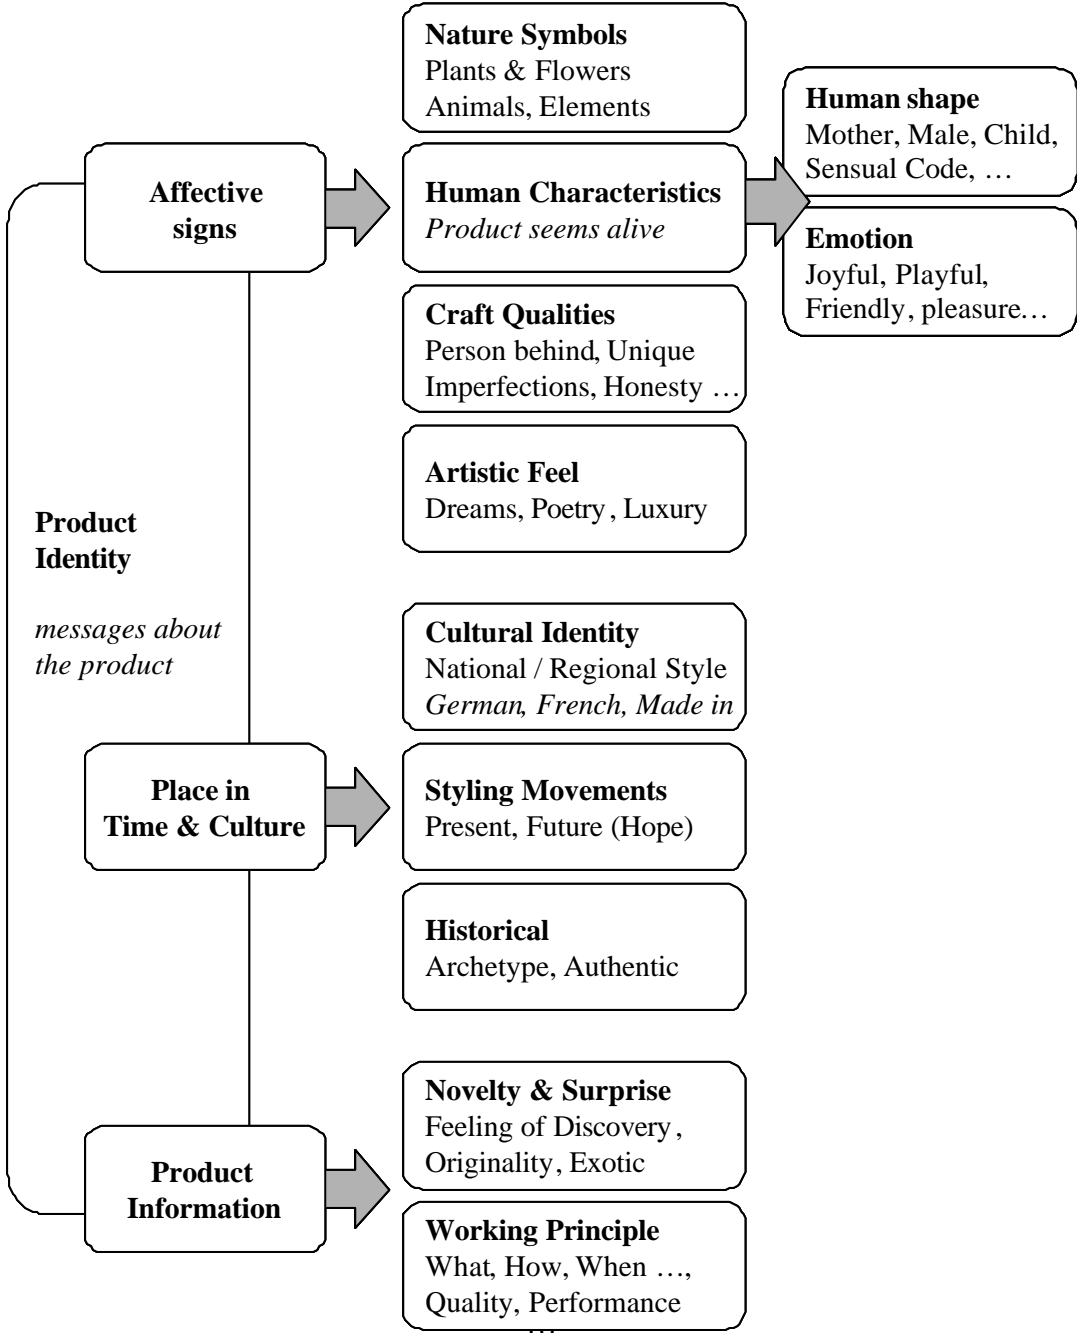 Nature Symbols
Plants & Flowers
Animals, Elements
Human shape
Mother, Male, Child,
Sensual Code, …
Affective
signs
Human Characteristics
Product seems alive
Emotion
Joyful, Playful,
Friendly, pleasure…
Craft Qualities
Person behind, Unique
Imperfections, Honesty …
Artistic Feel
Dreams, Poetry, Luxury
Product
Identity
messages about
the product
Cultural Identity
National / Regional Style
German, French, Made in
Place in
Time & Culture
Styling Movements
Present, Future (Hope)
Historical
Archetype, Authentic
Novelty & Surprise
Feeling of Discovery,
Originality, Exotic
Product
Information
Working Principle
What, How, When …,
Quality, Performance
…